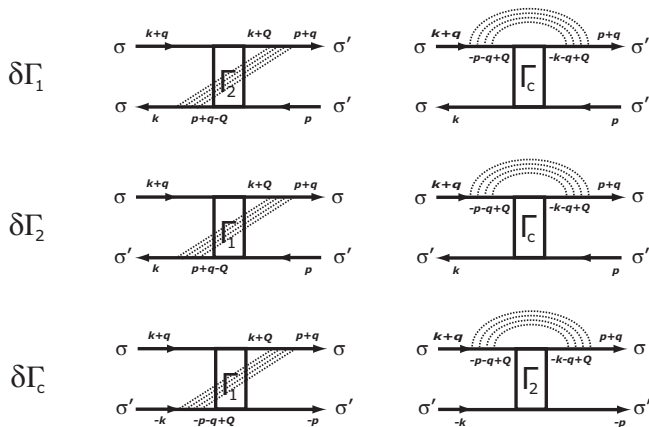 k+q k+Q p+q
σ σ′
δΓ1 Γ2
σ σ′
k p+q-Q p
k+q p+q
σ σ′
-p-q+Q -k-q+Q
Γc
σ σ′
k p
k+q k+Q p+q
σ σ
δΓ2 Γ1
σ′ σ′
k p+q-Q p
k+q p+q
σ σ
-p-q+Q -k-q+Q
Γc
σ′ σ′
k p
k+q k+Q p+q
σ σ
δΓc Γ1
σ′ σ′
-k -p-q+Q -p
k+q p+q
σ σ
-p-q+Q -k-q+Q
Γ2
σ′ σ′
-k -p